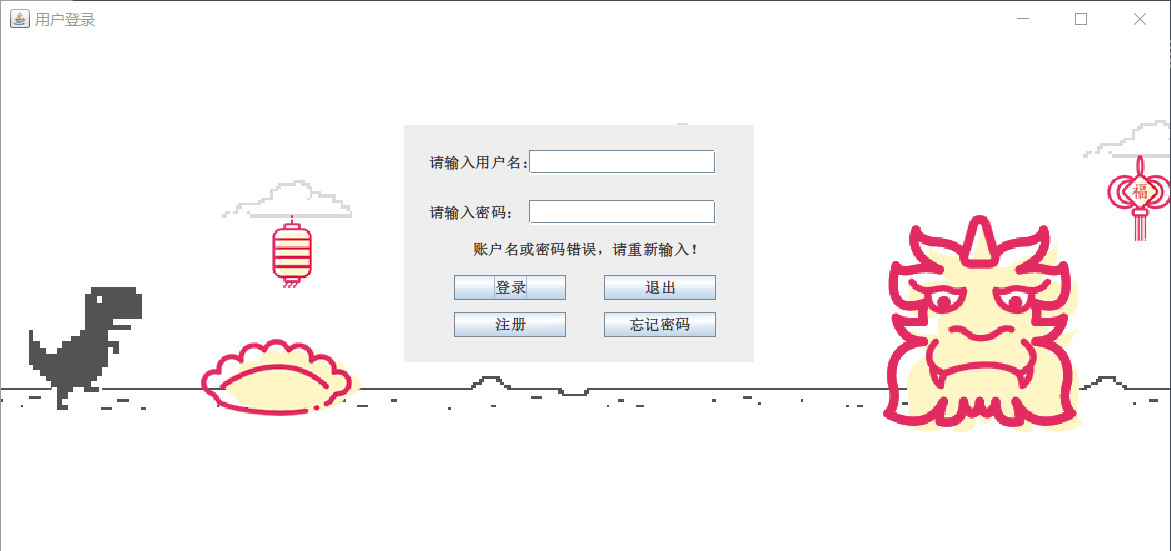 用户登录
请输入用户名：
请输入密码：
账户名或密码错误，请重新输入！
登录 退出
注册 忘记密码
福